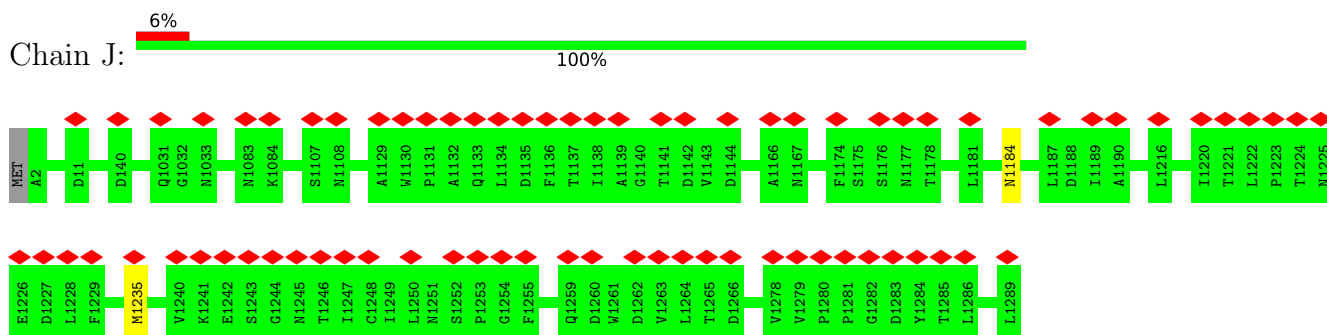 6%
Chain J:
100%
MET A2 D11 D140 Q1031 G1032 N1033 N1083 K1084 S1107 N1108 A1129 W1130 P1131 A1132 Q1133 L1134 D1135 F1136 T1137 I1138 A1139 G1140 T1141 D1142 V1143 D1144 A1166 N1167 F1174 S1175 S1176 N1177 T1178 L1181 N1184 L1187 D1188 I1189 A1190 L1216 I1220 T1221 L1222 P1223 T1224 N1225
E1226 D1227 L1228 F1229 M1235 V1240 K1241 E1242 S1243 G1244 N1245 T1246 I1247 C1248 I1249 L1250 N1251 S1252 P1253 G1254 F1255 Q1259 D1260 W1261 D1262 V1263 L1264 T1265 D1266 V1278 V1279 P1280 P1281 G1282 D1283 Y1284 T1285 L1286 L1289